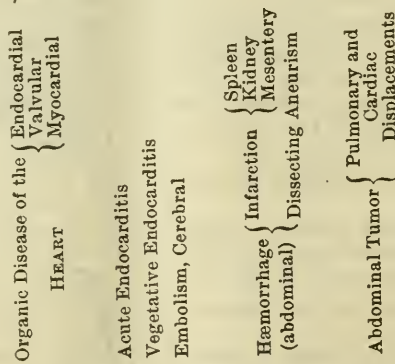 Organic Disease of the { Endocardial
Valvular
Myocardial
HEART
Acute Endocarditis
Vegetative Endocarditis
Embolism, Cerebral
Hæmorrhage (abdominal) { Infarction { Spleen
Kidney
Mesentery
Dissecting Aneurism
Abdominal Tumor { Pulmonary and
Cardiac
Displacements